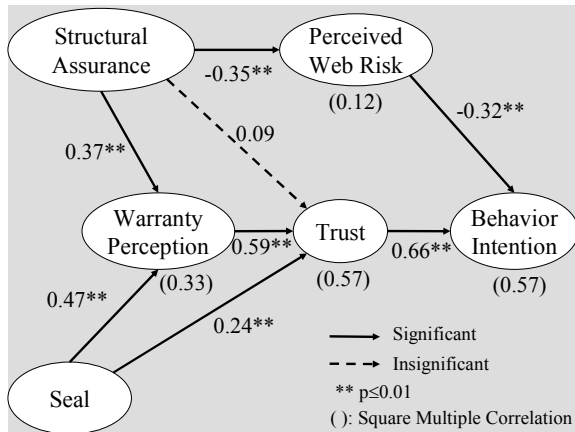 Structural
Assurance
Perceived
Web Risk
-0.35**
(0.12)
-0.32**
0.09
0.37**
Warranty
Perception
Trust
Behavior
Intention
0.59**
0.66**
(0.33)
(0.57)
(0.57)
0.47**
0.24**
Seal
Significant
Insignificant
** p≤0.01
( ): Square Multiple Correlation